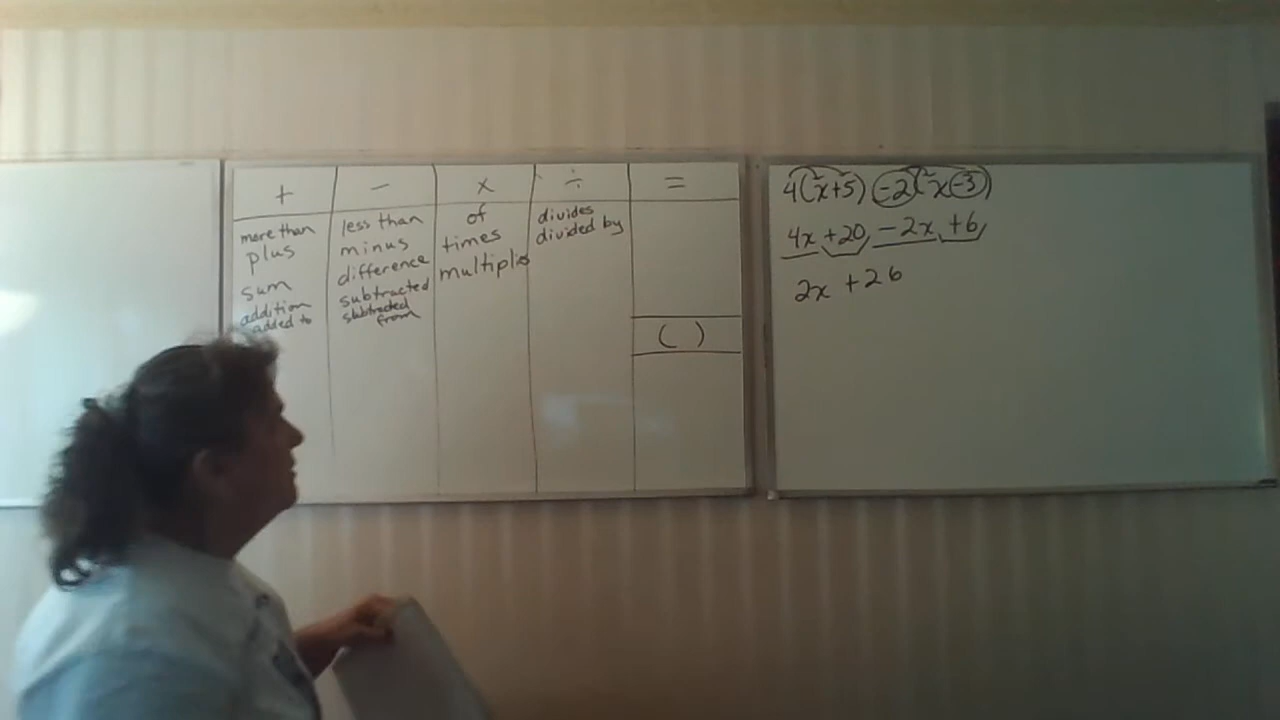 + − × ÷ =
more than
plus
sum
addition
added to
less than
minus
difference
subtracted
subtracted
from
of
times
multiplies
divides
divided by
( )
4(x+5) -2(x-3)
4x +20 -2x +6
2x +26